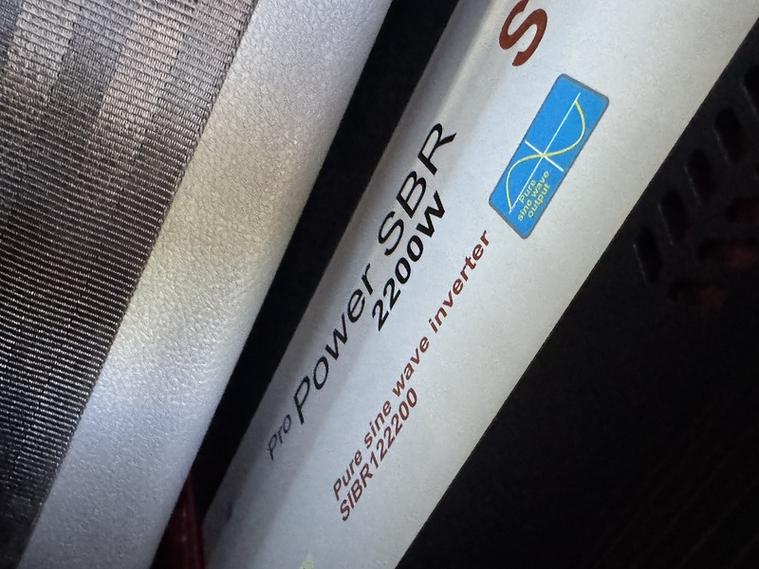 S
Pro Power SBR
2200W
Pure sine wave inverter
SIBR122200
Pure
sine wave
output